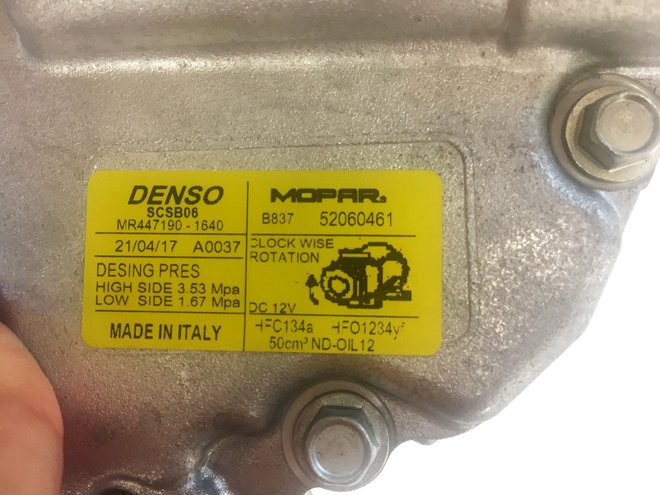 DENSO
SCSB06
MR447190-1640
21/04/17 A0037
DESING PRES
HIGH SIDE 3.53 Mpa
LOW SIDE 1.67 Mpa
MADE IN ITALY
MOPAR®
B837 52060461
CLOCK WISE
ROTATION
DC 12V
HFC134a HFO1234yf
50cm³ ND-OIL12